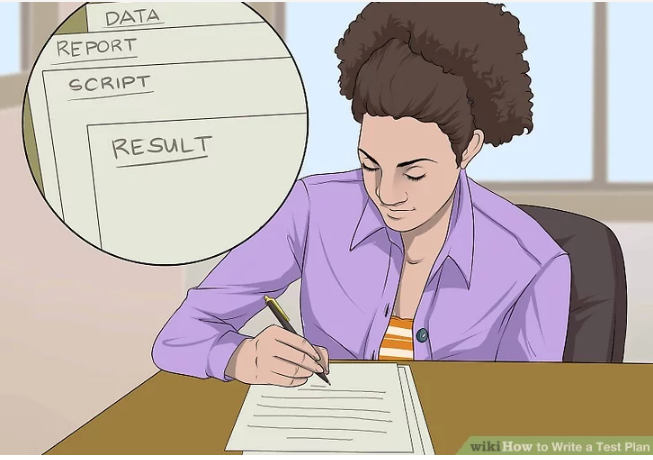 DATA
REPORT
SCRIPT
RESULT
wikiHow to Write a Test Plan